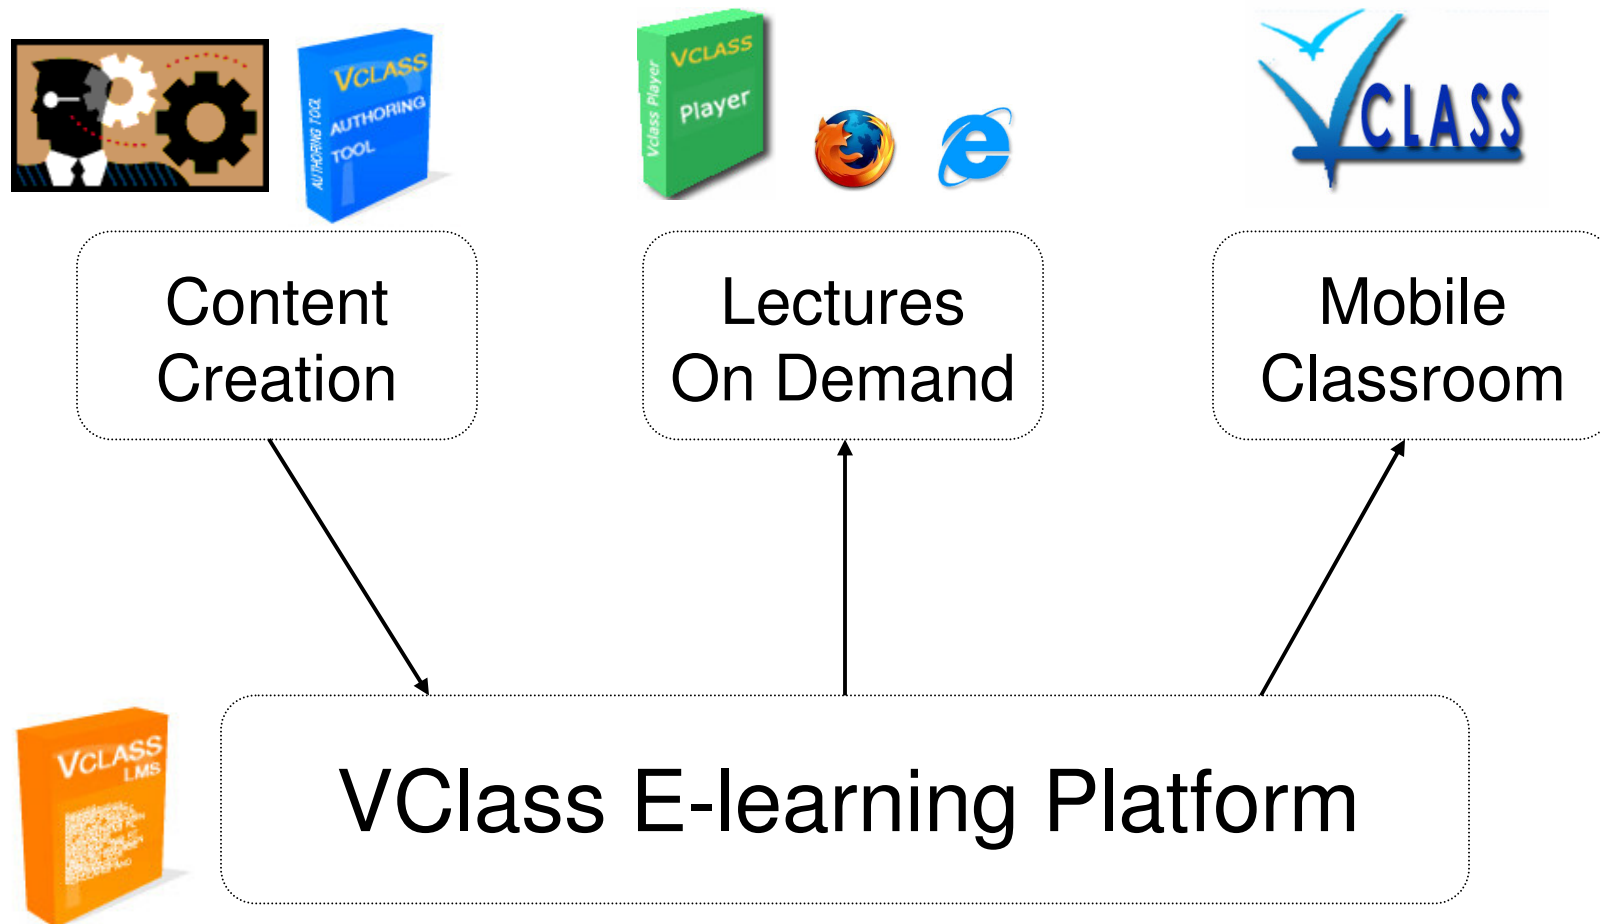 VCLASS
AUTHORING
TOOL
AUTHORING TOOL
VCLASS
Player
Vclass Player
VCLASS
Content
Creation
Lectures
On Demand
Mobile
Classroom
VCLASS
LMS
VClass E-learning Platform